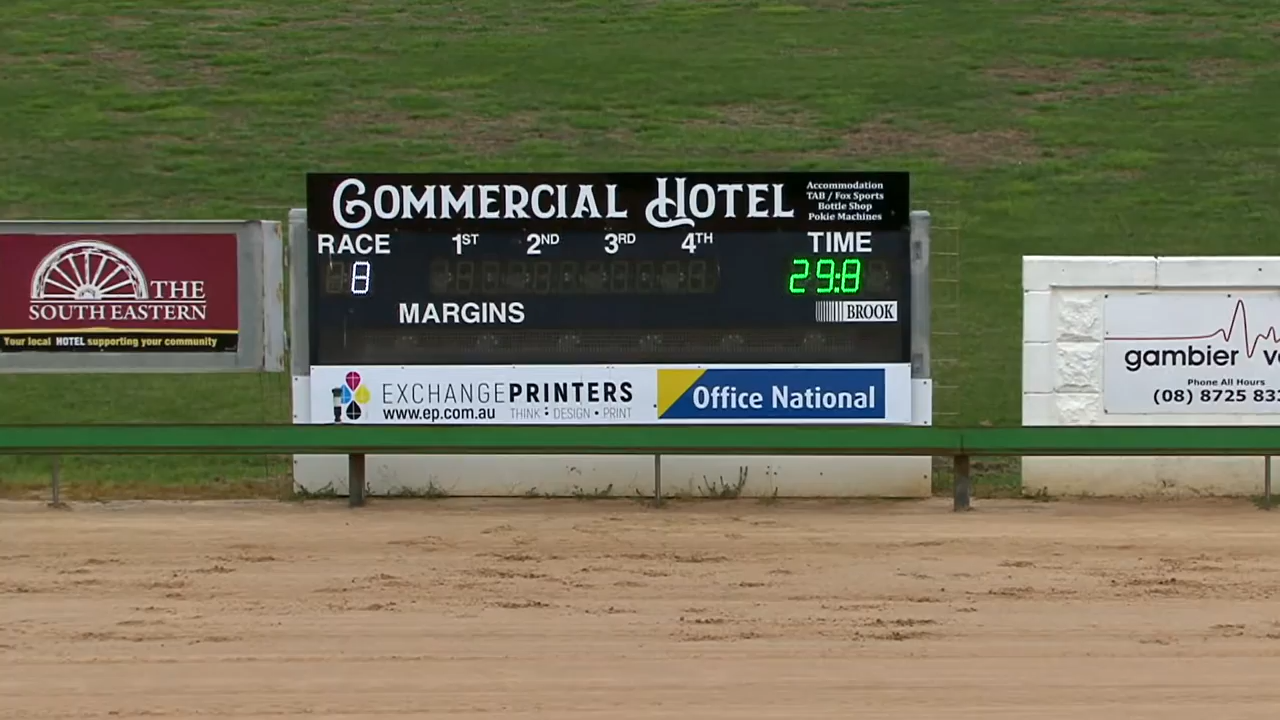 COMMERCIAL HOTEL
Accommodation
TAB / Fox Sports
Bottle Shop
Pokie Machines
RACE 1ST 2ND 3RD 4TH TIME
8 29:8
MARGINS
BROOK
EXCHANGEPRINTERS
www.ep.com.au THINK : DESIGN • PRINT
Office National
THE
SOUTH EASTERN
Your local HOTEL supporting your community
gambier
Phone All Hours
(08) 8725